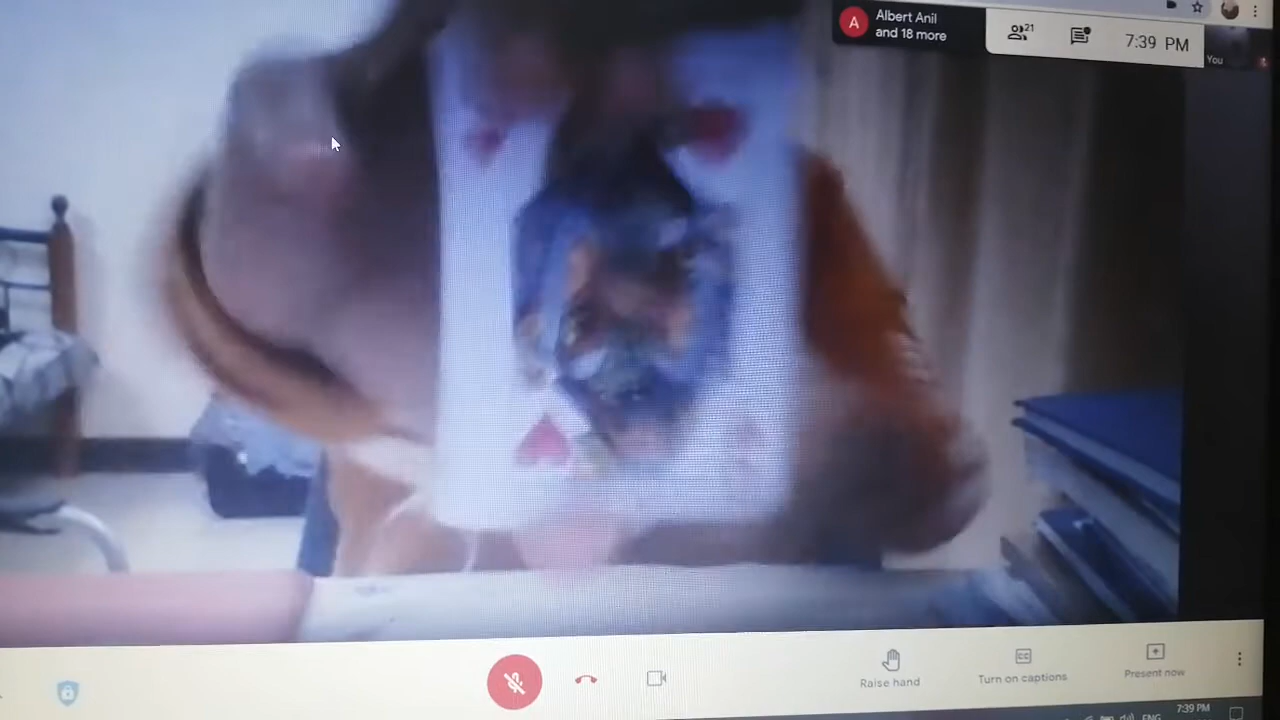 A
Albert Anil
and 18 more
21
7:39 PM
You
Raise hand
CC
Turn on captions
Present now
7:39 PM
ENG